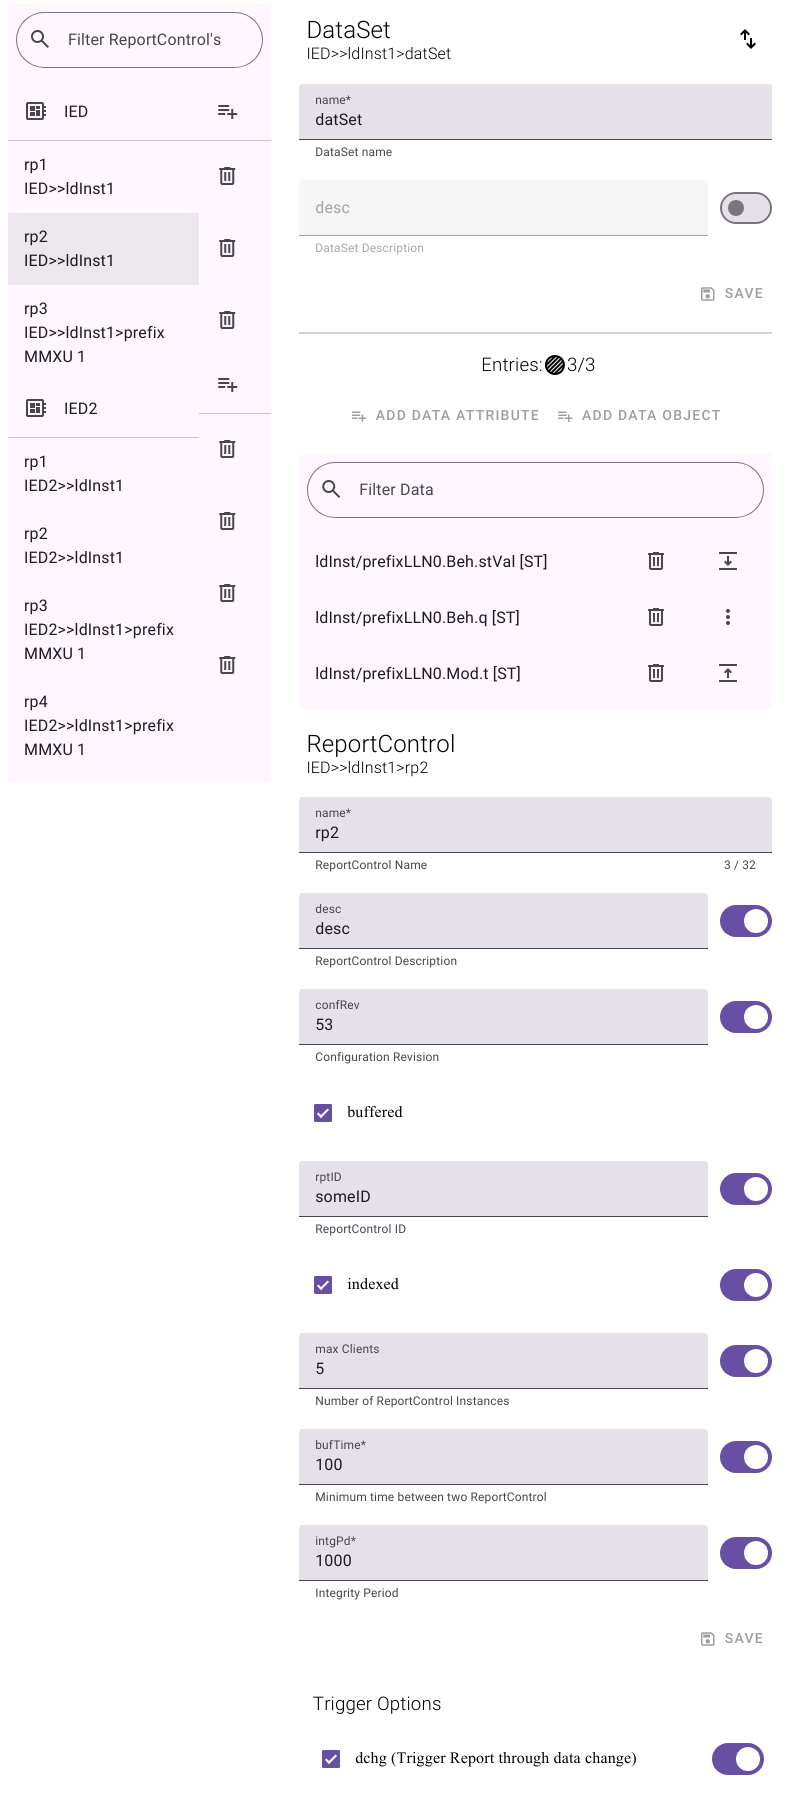 Filter ReportControl's
IED
rp1
IED>>ldInst1
rp2
IED>>ldInst1
rp3
IED>>ldInst1>prefix
MMXU 1
IED2
rp1
IED2>>ldInst1
rp2
IED2>>ldInst1
rp3
IED2>>ldInst1>prefix
MMXU 1
rp4
IED2>>ldInst1>prefix
MMXU 1
DataSet
IED>>ldInst1>datSet
name*
datSet
DataSet name
desc
DataSet Description
SAVE
Entries: 3/3
ADD DATA ATTRIBUTE ADD DATA OBJECT
Filter Data
ldInst/prefixLLN0.Beh.stVal [ST]
ldInst/prefixLLN0.Beh.q [ST]
ldInst/prefixLLN0.Mod.t [ST]
ReportControl
IED>>ldInst1>rp2
name*
rp2
ReportControl Name 3 / 32
desc
desc
ReportControl Description
confRev
53
Configuration Revision
buffered
rptID
someID
ReportControl ID
indexed
max Clients
5
Number of ReportControl Instances
bufTime*
100
Minimum time between two ReportControl
intgPd*
1000
Integrity Period
SAVE
Trigger Options
dchg (Trigger Report through data change)